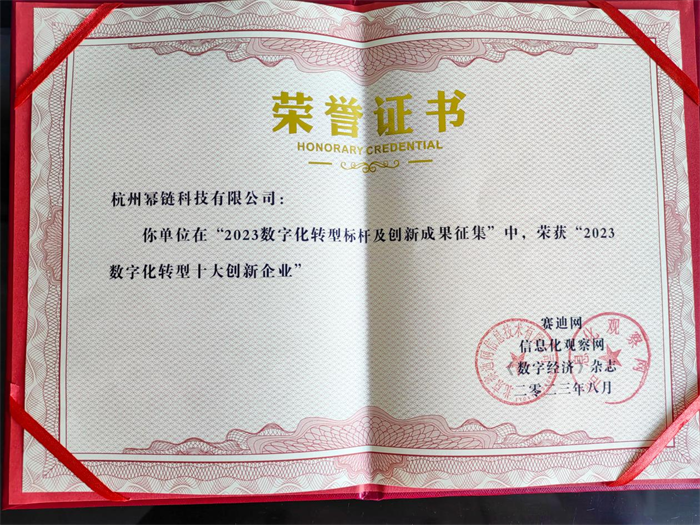 荣誉证书
HONORARY CREDENTIAL
杭州幂链科技有限公司：
你单位在“2023数字化转型标杆及创新成果征集”中，荣获“2023
数字化转型十大创新企业”
赛迪网
信息化观察网
《数字经济》杂志
二零二三年八月